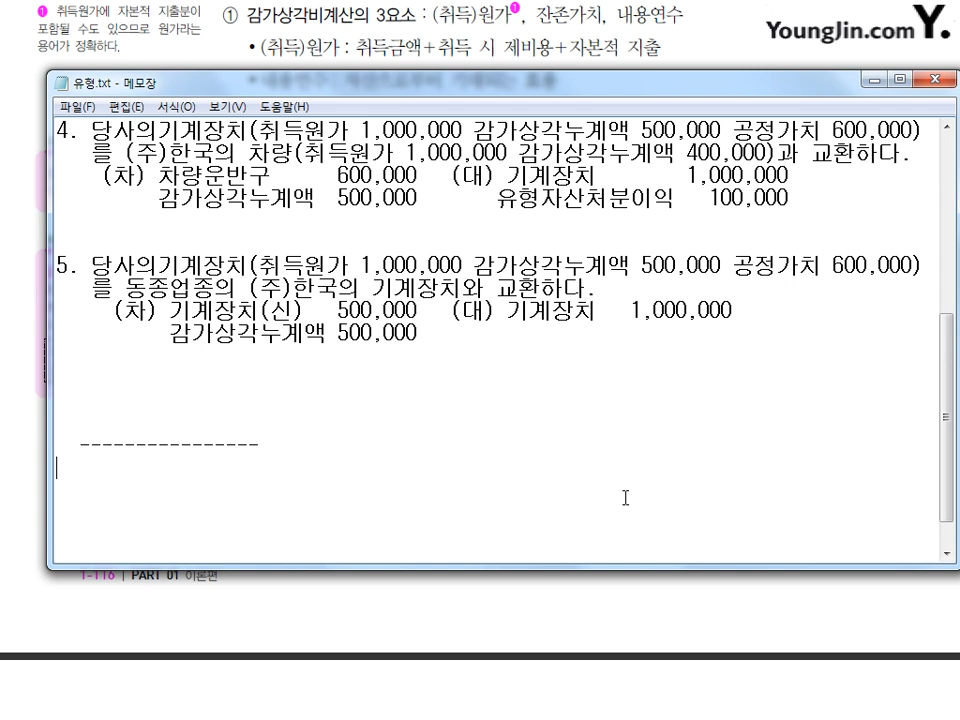 ❶ 취득원가에 자본적 지출분이
포함될 수도 있으므로 원가라는
용어가 정확하다.
① 감가상각비계산의 3요소 : (취득)원가❶, 잔존가치, 내용연수
• (취득)원가 : 취득금액+취득 시 제비용+자본적 지출
YoungJin.com Y.
유형.txt - 메모장
파일(F) 편집(E) 서식(O) 보기(V) 도움말(H)
4. 당사의기계장치(취득원가 1,000,000 감가상각누계액 500,000 공정가치 600,000)
를 (주)한국의 차량(취득원가 1,000,000 감가상각누계액 400,000)과 교환하다.
(차) 차량운반구 600,000 (대) 기계장치 1,000,000
감가상각누계액 500,000 유형자산처분이익 100,000
5. 당사의기계장치(취득원가 1,000,000 감가상각누계액 500,000 공정가치 600,000)
를 동종업종의 (주)한국의 기계장치와 교환하다.
(차) 기계장치(신) 500,000 (대) 기계장치 1,000,000
감가상각누계액 500,000
----------------
1-116 | PART 01 이론편